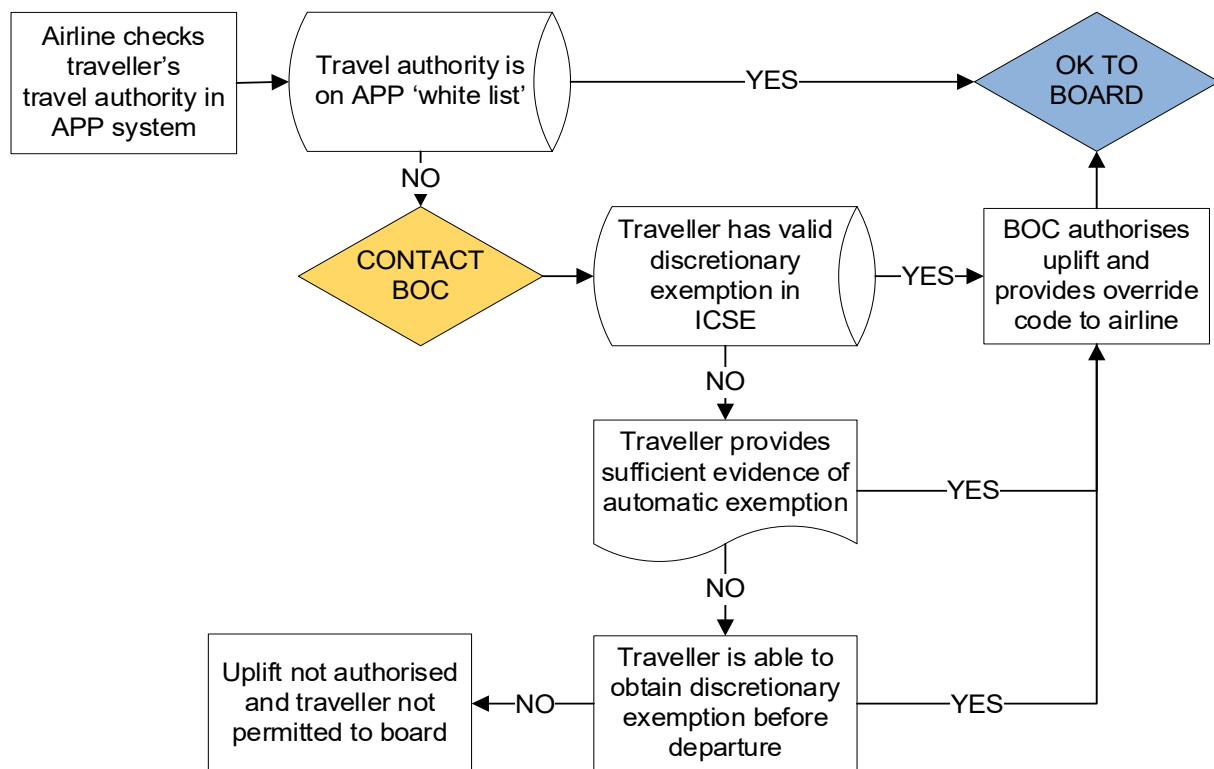 Airline checks
traveller’s
travel authority in
APP system
Travel authority is
on APP ‘white list’
YES
OK TO
BOARD
NO
CONTACT
BOC
Traveller has valid
discretionary
exemption in
ICSE
YES
BOC authorises
uplift and
provides override
code to airline
NO
Traveller provides
sufficient evidence of
automatic exemption
YES
NO
Uplift not authorised
and traveller not
permitted to board
NO
Traveller is able to
obtain discretionary
exemption before
departure
YES